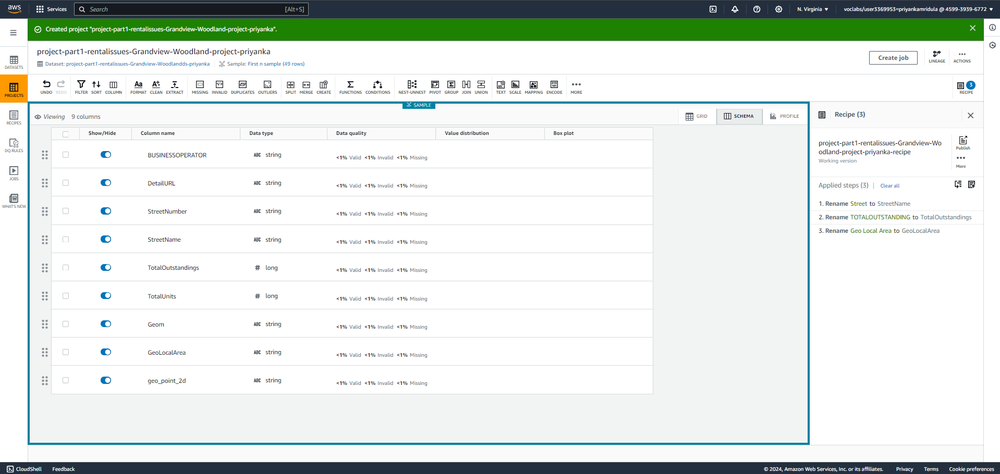 aws Services Search [Alt+S] N. Virginia voclabs/user3369953=priyankamridula @ 4599-3939-6772
Created project "project-part1-rentalissues-Grandview-Woodland-project-priyanka".
project-part1-rentalissues-Grandview-Woodland-project-priyanka
Dataset: project-part1-rentalissues-Grandview-Woodlandds-priyanka Sample: First n sample (49 rows)
Create job LINEAGE ACTIONS
DATASETS
PROJECTS
RECIPES
DQ RULES
JOBS
WHAT'S NEW
UNDO REDO FILTER SORT COLUMN FORMAT CLEAN EXTRACT MISSING INVALID DUPLICATES OUTLIERS SPLIT MERGE CREATE FUNCTIONS CONDITIONS NEST-UNNEST PIVOT GROUP JOIN UNION TEXT SCALE MAPPING ENCODE MORE 3 RECIPE
SAMPLE
Viewing 9 columns GRID SCHEMA PROFILE
Show/Hide Column name Data type Data quality Value distribution Box plot
BUSINESSOPERATOR ABC string <1% Valid <1% Invalid <1% Missing
DetailURL ABC string <1% Valid <1% Invalid <1% Missing
StreetNumber ABC string <1% Valid <1% Invalid <1% Missing
StreetName ABC string <1% Valid <1% Invalid <1% Missing
TotalOutstandings # long <1% Valid <1% Invalid <1% Missing
TotalUnits # long <1% Valid <1% Invalid <1% Missing
Geom ABC string <1% Valid <1% Invalid <1% Missing
GeoLocalArea ABC string <1% Valid <1% Invalid <1% Missing
geo_point_2d ABC string <1% Valid <1% Invalid <1% Missing
Recipe (3)
project-part1-rentalissues-Grandview-Wo
odland-project-priyanka-recipe
Working version
Publish
More
Applied steps (3) | Clear all
1. Rename Street to StreetName
2. Rename TOTALOUTSTANDING to TotalOutstandings
3. Rename Geo Local Area to GeoLocalArea
CloudShell Feedback © 2024, Amazon Web Services, Inc. or its affiliates. Privacy Terms Cookie preferences